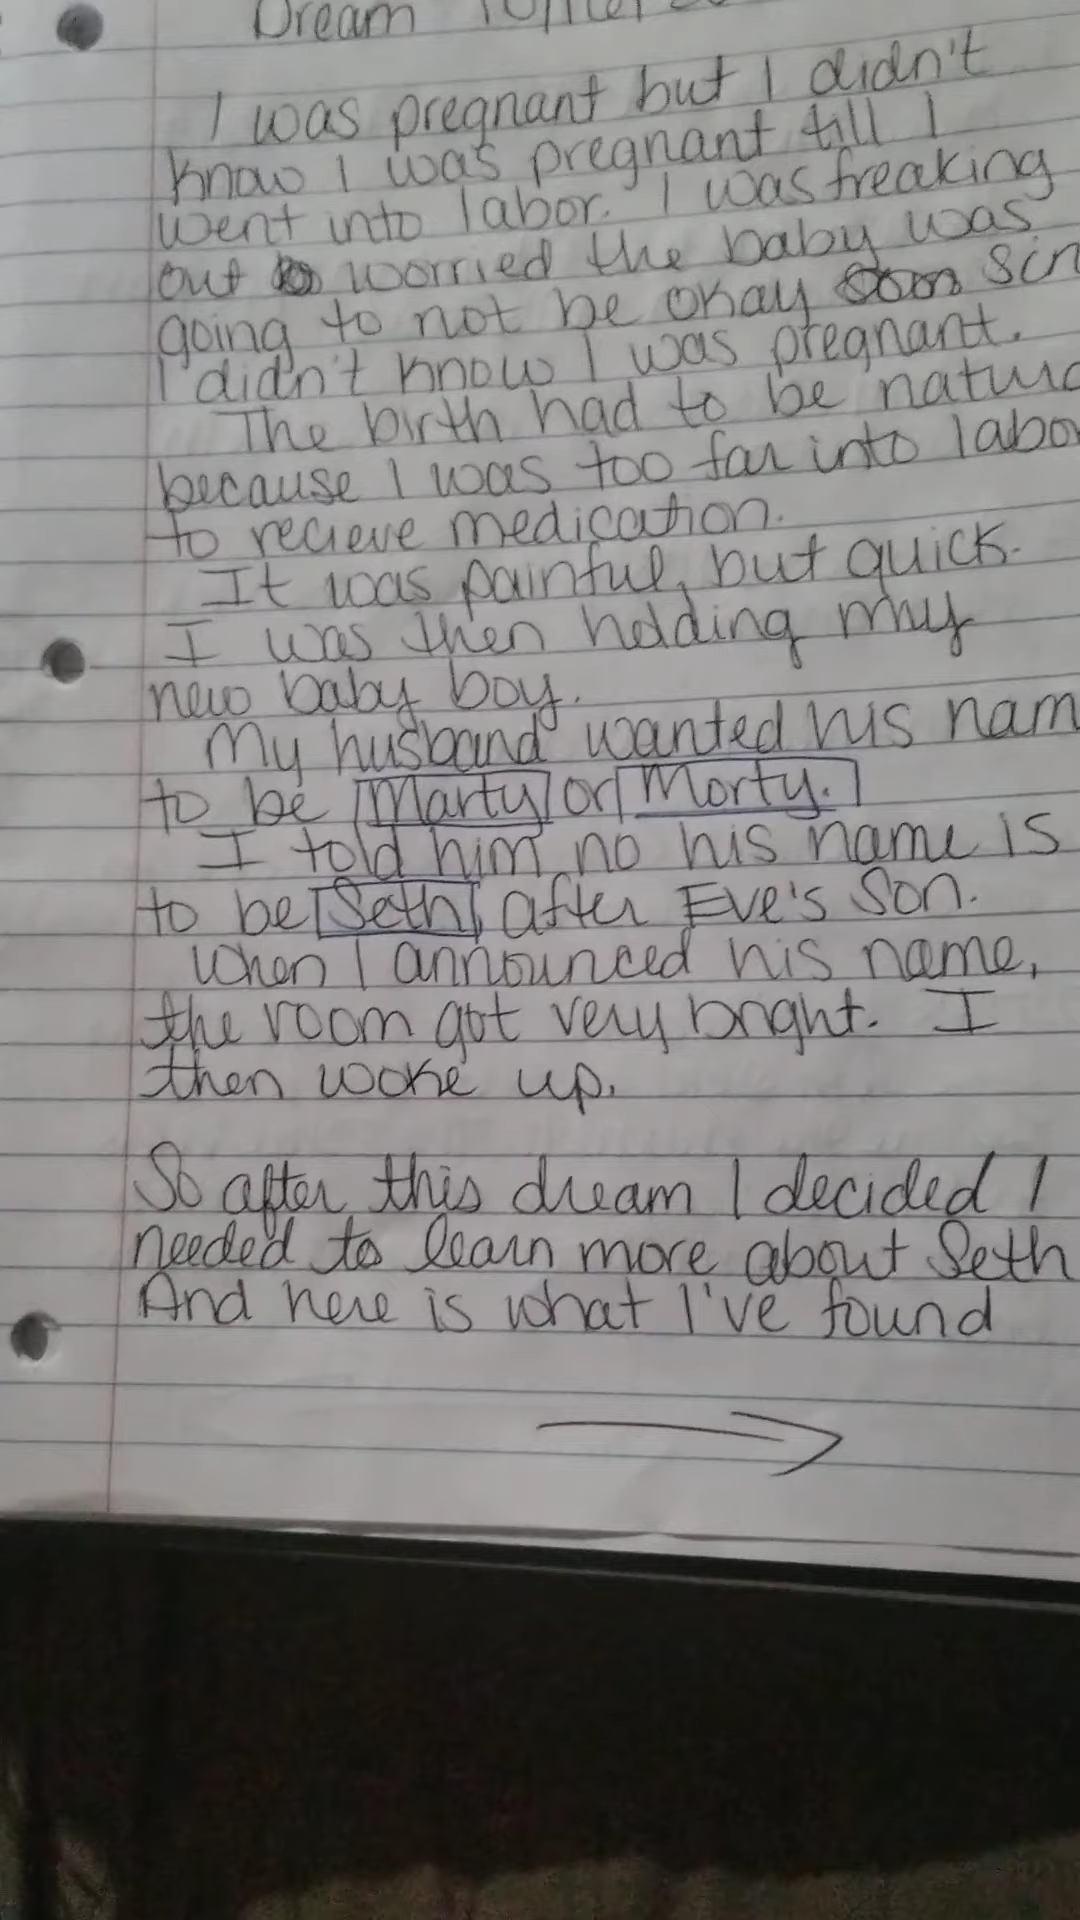 Dream
I was pregnant but I didn't
know I was pregnant till I
went into labor. I was freaking
out worried the baby was
going to not be okay sin
I didn't know I was pregnant.
The birth had to be natura
because I was too far into labo
to recieve medication.
It was painful, but quick.
I was then holding my
new baby boy.
My husband wanted his nam
to be Marty or Morty.
I told him no his name is
to be Seth after Eve's Son.
When I announced his name,
the room got very bright. I
then woke up.
So after this dream I decided I
needed to learn more about Seth
And here is what I've found